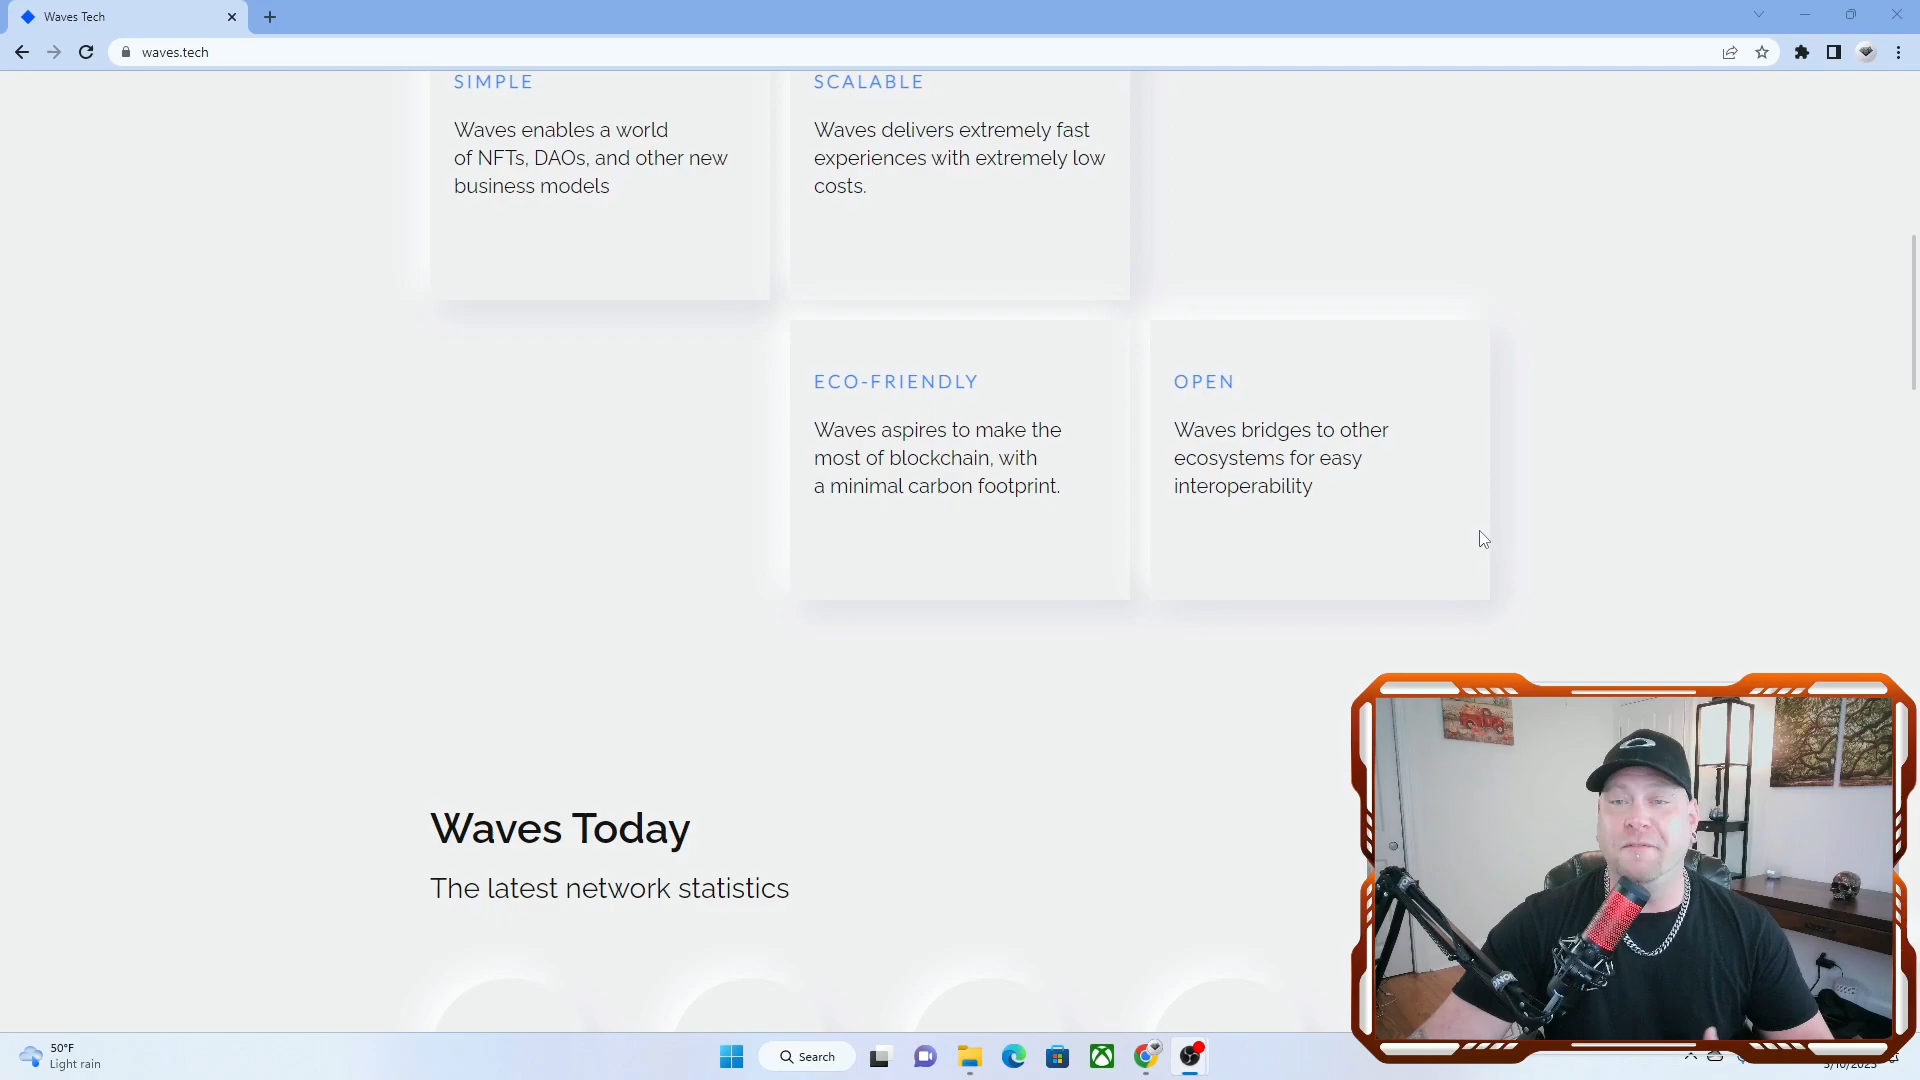 Waves Tech
waves.tech
SIMPLE
Waves enables a world
of NFTs, DAOs, and other new
business models
SCALABLE
Waves delivers extremely fast
experiences with extremely low
costs.
ECO-FRIENDLY
Waves aspires to make the
most of blockchain, with
a minimal carbon footprint.
OPEN
Waves bridges to other
ecosystems for easy
interoperability
Waves Today
The latest network statistics
50°F
Light rain
Search